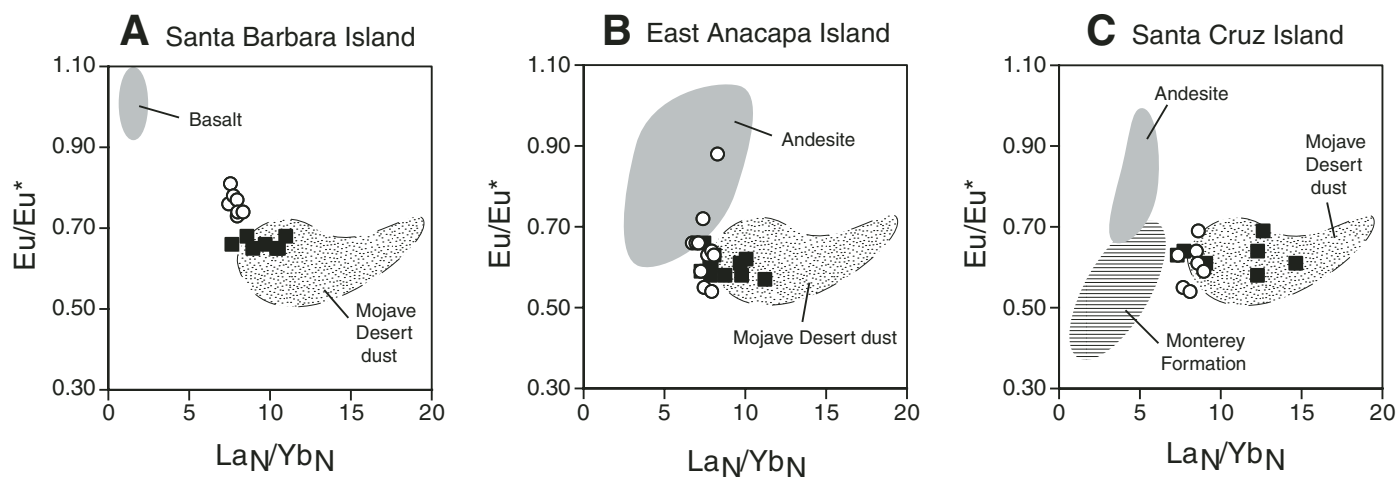 A Santa Barbara Island
1.10
0.90
0.70
0.50
0.30
Eu/Eu*
Basalt
Mojave
Desert
dust
0 5 10 15 20
LaN/YbN
B East Anacapa Island
1.10
0.90
0.70
0.50
0.30
Eu/Eu*
Andesite
Mojave Desert dust
0 5 10 15 20
LaN/YbN
C Santa Cruz Island
1.10
0.90
0.70
0.50
0.30
Eu/Eu*
Andesite
Mojave
Desert
dust
Monterey
Formation
0 5 10 15 20
LaN/YbN